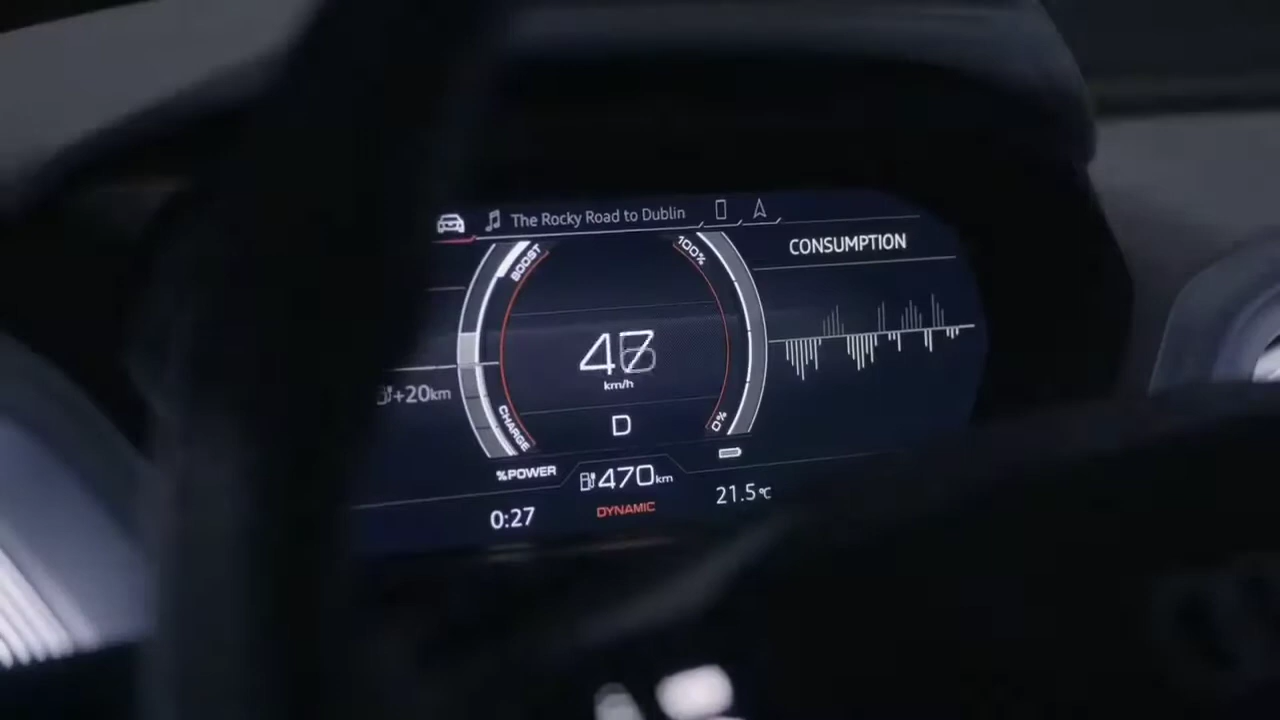 The Rocky Road to Dublin
CONSUMPTION
BOOST
100%
km/h
+20km
CHARGE
0%
D
%POWER
470km
0:27
DYNAMIC
21.5°C